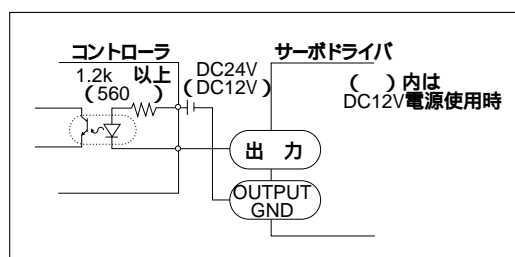 コントローラ
サーボドライバ
1.2k 以上
(560 )
DC24V
(DC12V)
( )内は
DC12V電源使用時
出 力
OUTPUT
GND